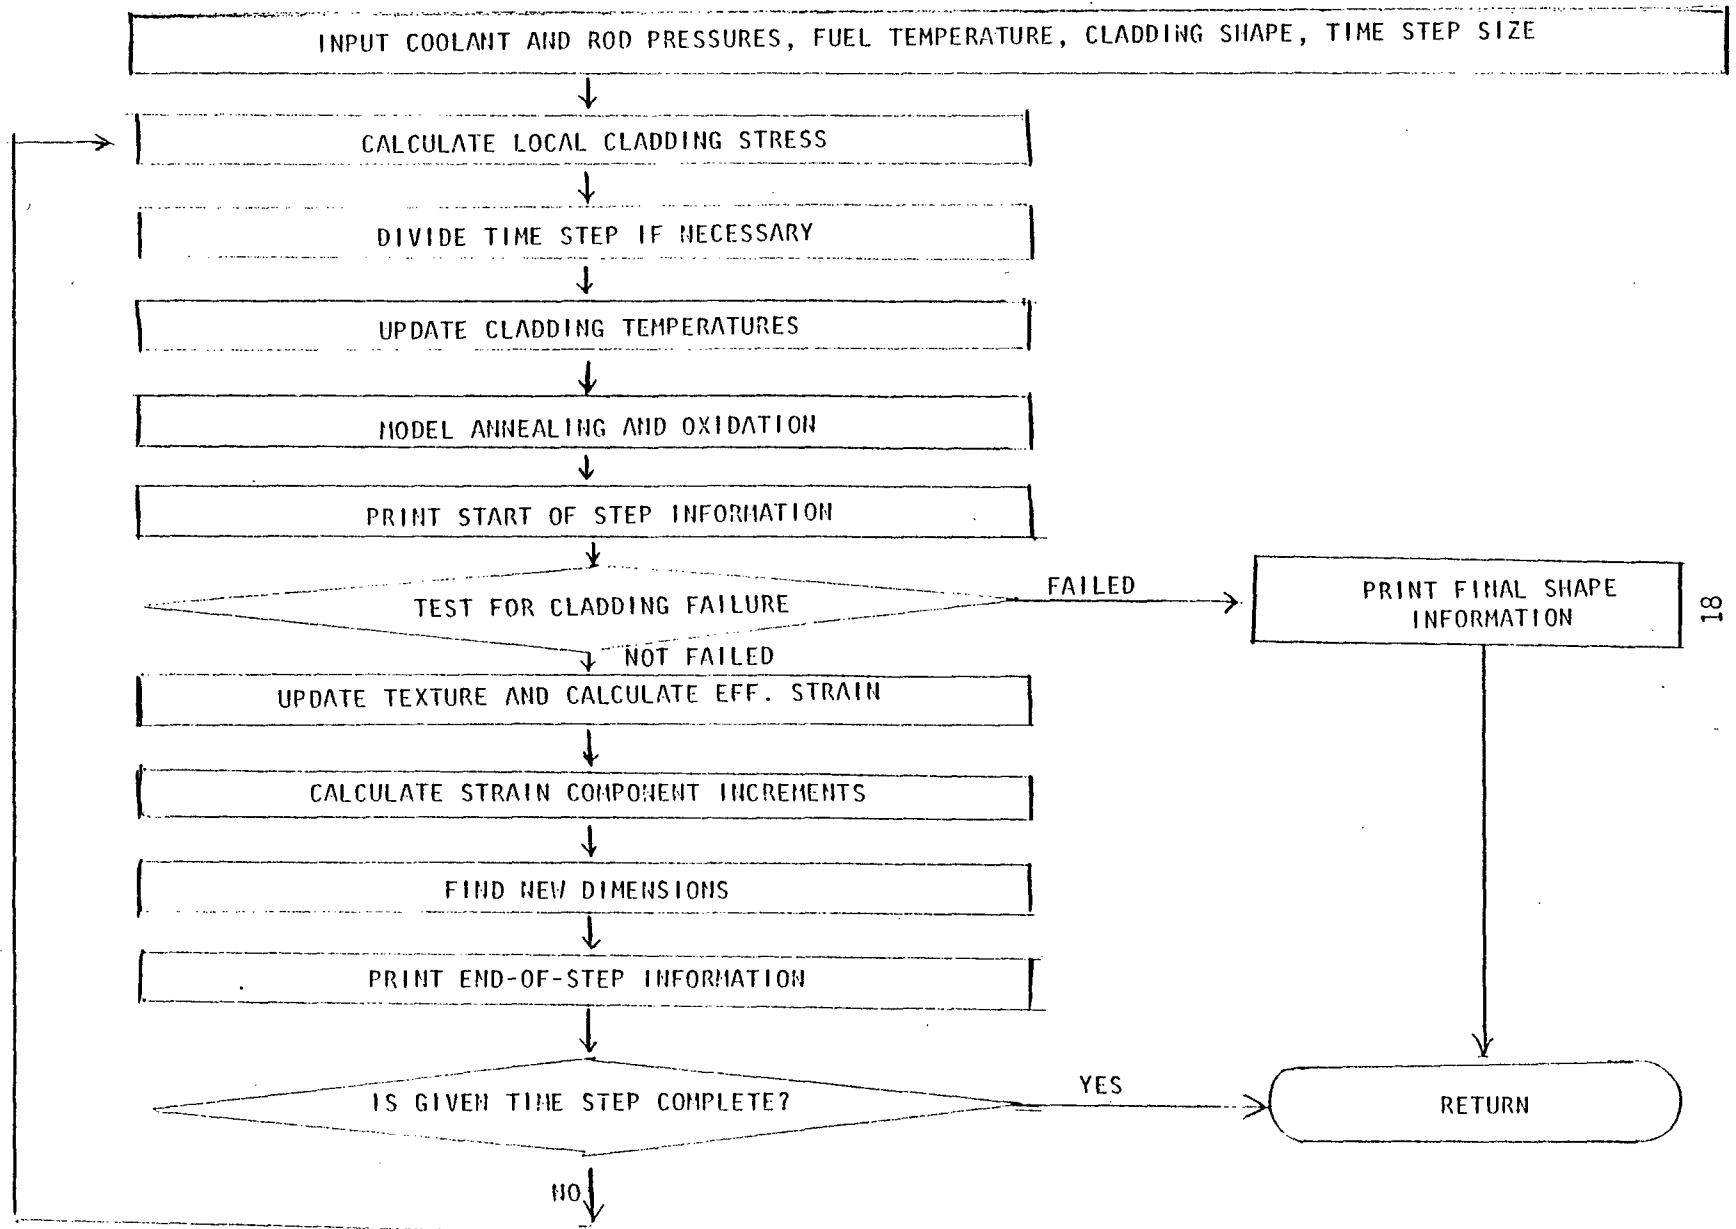 INPUT COOLANT AND ROD PRESSURES, FUEL TEMPERATURE, CLADDING SHAPE, TIME STEP SIZE
CALCULATE LOCAL CLADDING STRESS
DIVIDE TIME STEP IF NECESSARY
UPDATE CLADDING TEMPERATURES
MODEL ANNEALING AND OXIDATION
PRINT START OF STEP INFORMATION
TEST FOR CLADDING FAILURE
FAILED
PRINT FINAL SHAPE
INFORMATION
18
NOT FAILED
UPDATE TEXTURE AND CALCULATE EFF. STRAIN
CALCULATE STRAIN COMPONENT INCREMENTS
FIND NEW DIMENSIONS
PRINT END-OF-STEP INFORMATION
IS GIVEN TIME STEP COMPLETE?
YES
RETURN
NO